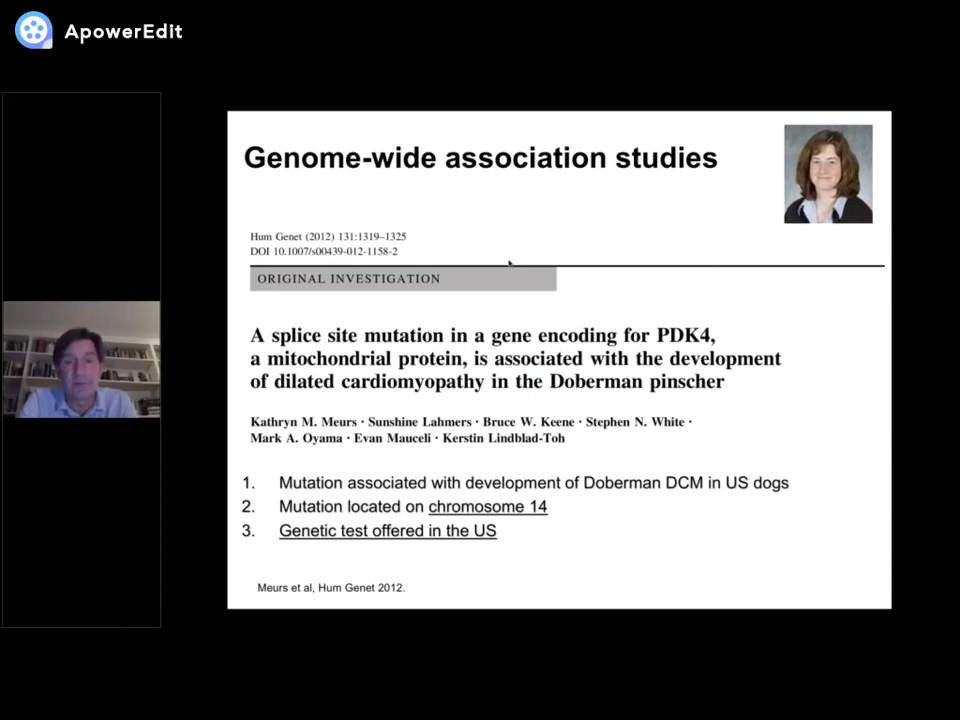 ApowerEdit
Genome-wide association studies
Hum Genet (2012) 131:1319–1325
DOI 10.1007/s00439-012-1158-2
ORIGINAL INVESTIGATION
A splice site mutation in a gene encoding for PDK4,
a mitochondrial protein, is associated with the development
of dilated cardiomyopathy in the Doberman pinscher
Kathryn M. Meurs · Sunshine Lahmers · Bruce W. Keene · Stephen N. White ·
Mark A. Oyama · Evan Mauceli · Kerstin Lindblad-Toh
1. Mutation associated with development of Doberman DCM in US dogs
2. Mutation located on chromosome 14
3. Genetic test offered in the US
Meurs et al, Hum Genet 2012.